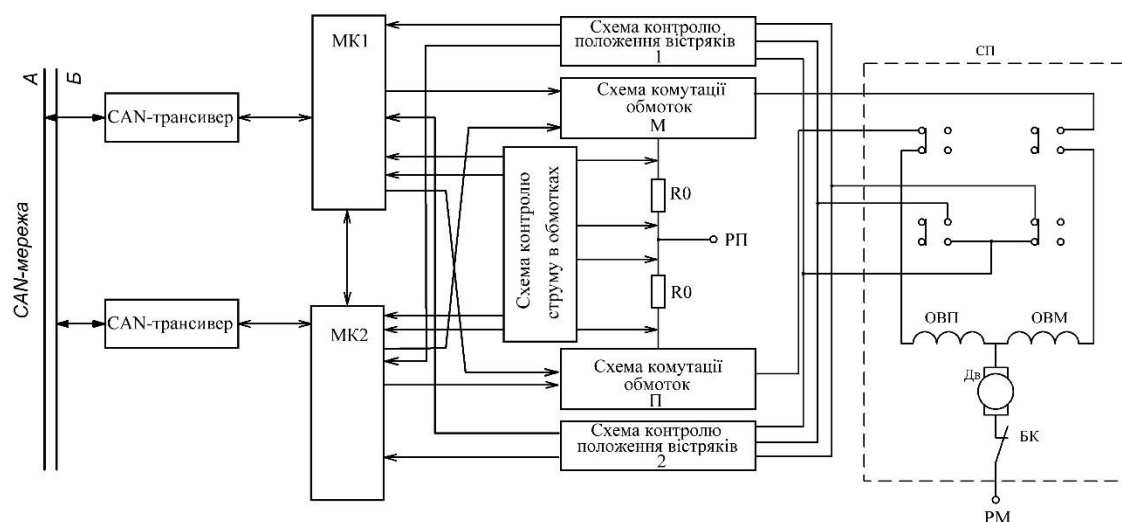 А
Б
CAN-мережа
CAN-трансивер
CAN-трансивер
МК1
МК2
Схема контролю
положення вістряків
1
Схема комутації
обмоток
М
Схема контролю
струму в обмотках
R0
РП
R0
Схема комутації
обмоток
П
Схема контролю
положення вістряків
2
СП
ОВП
ОВМ
Дв
БК
РМ